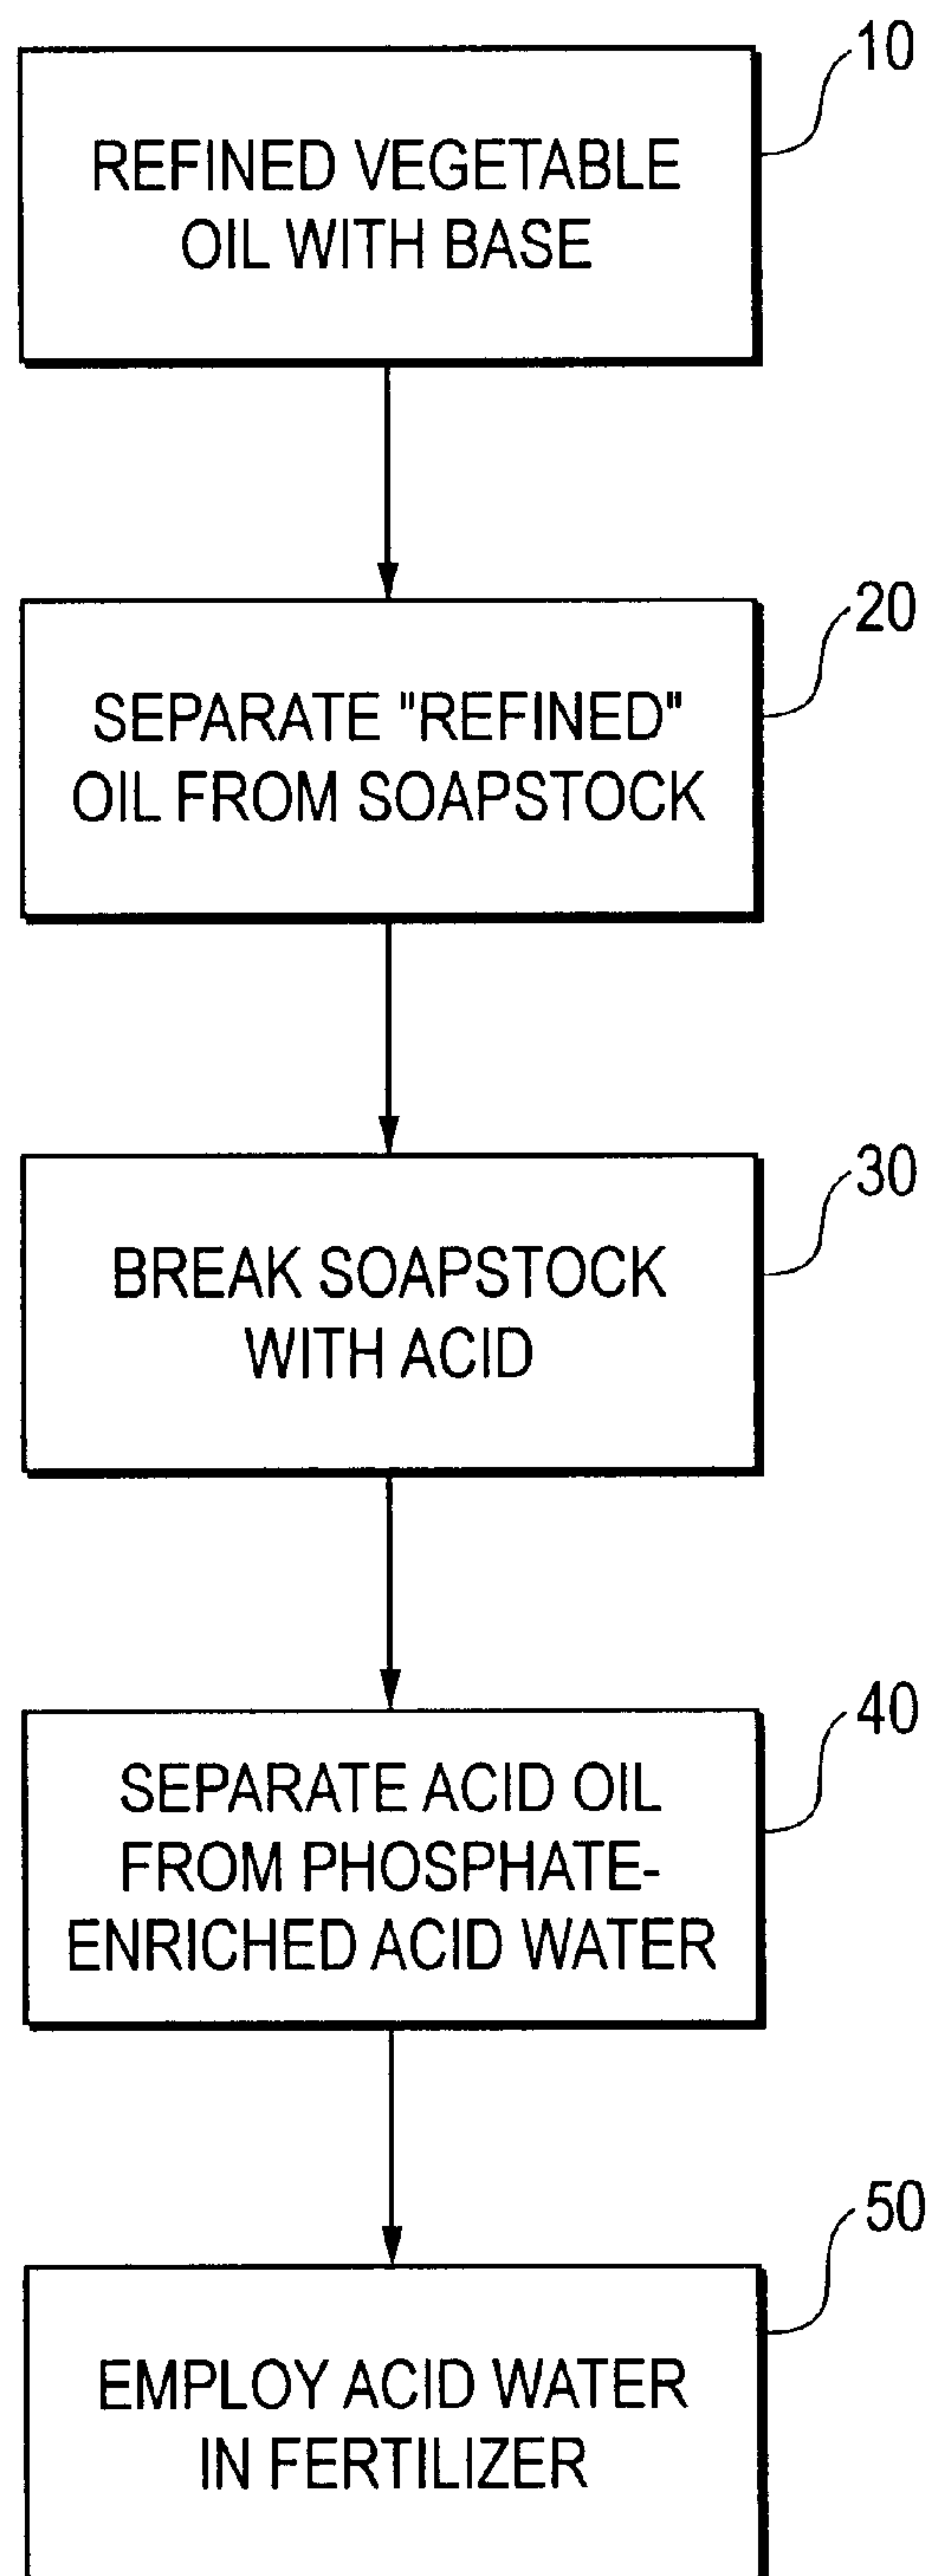 10
REFINED VEGETABLE
OIL WITH BASE
20
SEPARATE "REFINED"
OIL FROM SOAPSTOCK
30
BREAK SOAPSTOCK
WITH ACID
40
SEPARATE ACID OIL
FROM PHOSPHATE-
ENRICHED ACID WATER
50
EMPLOY ACID WATER
IN FERTILIZER